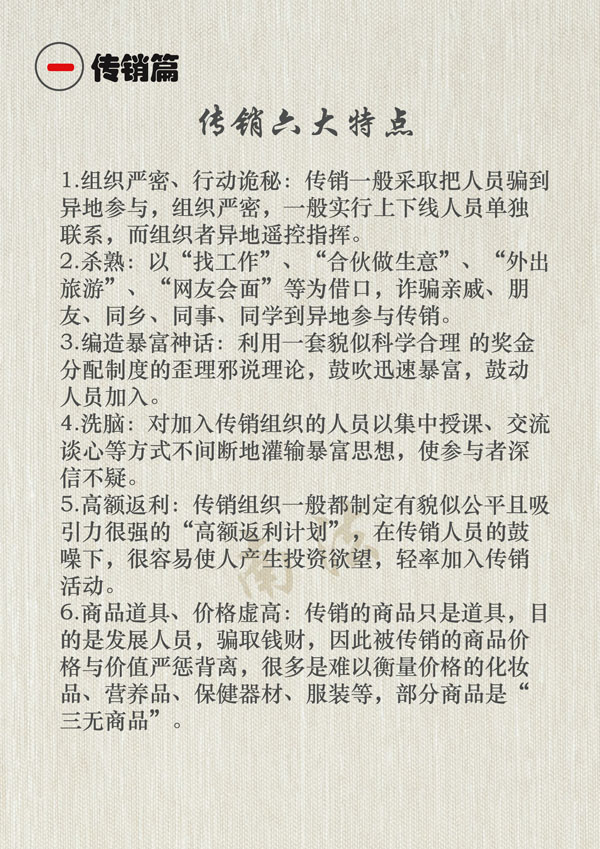 一 传销篇
传销六大特点
1.组织严密、行动诡秘：传销一般采取把人员骗到
异地参与，组织严密，一般实行上下线人员单独
联系，而组织者异地遥控指挥。
2.杀熟：以“找工作”、“合伙做生意”、“外出
旅游”、“网友会面”等为借口，诈骗亲戚、朋
友、同乡、同事、同学到异地参与传销。
3.编造暴富神话：利用一套貌似科学合理 的奖金
分配制度的歪理邪说理论，鼓吹迅速暴富，鼓动
人员加入。
4.洗脑：对加入传销组织的人员以集中授课、交流
谈心等方式不间断地灌输暴富思想，使参与者深
信不疑。
5.高额返利：传销组织一般都制定有貌似公平且吸
引力很强的“高额返利计划”，在传销人员的鼓
噪下，很容易使人产生投资欲望，轻率加入传销
活动。
6.商品道具、价格虚高：传销的商品只是道具，目
的是发展人员，骗取钱财，因此被传销的商品价
格与价值严惩背离，很多是难以衡量价格的化妆
品、营养品、保健器材、服装等，部分商品是“
三无商品”。